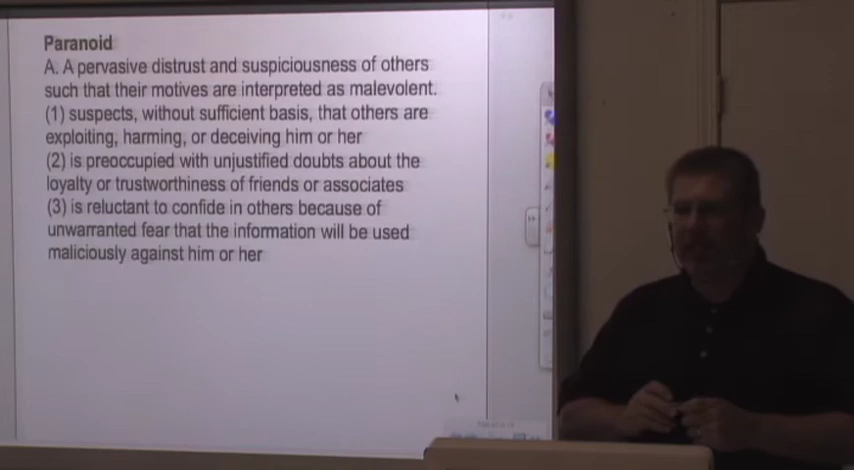 Paranoid
A. A pervasive distrust and suspiciousness of others
such that their motives are interpreted as malevolent.
(1) suspects, without sufficient basis, that others are
exploiting, harming, or deceiving him or her
(2) is preoccupied with unjustified doubts about the
loyalty or trustworthiness of friends or associates
(3) is reluctant to confide in others because of
unwarranted fear that the information will be used
maliciously against him or her